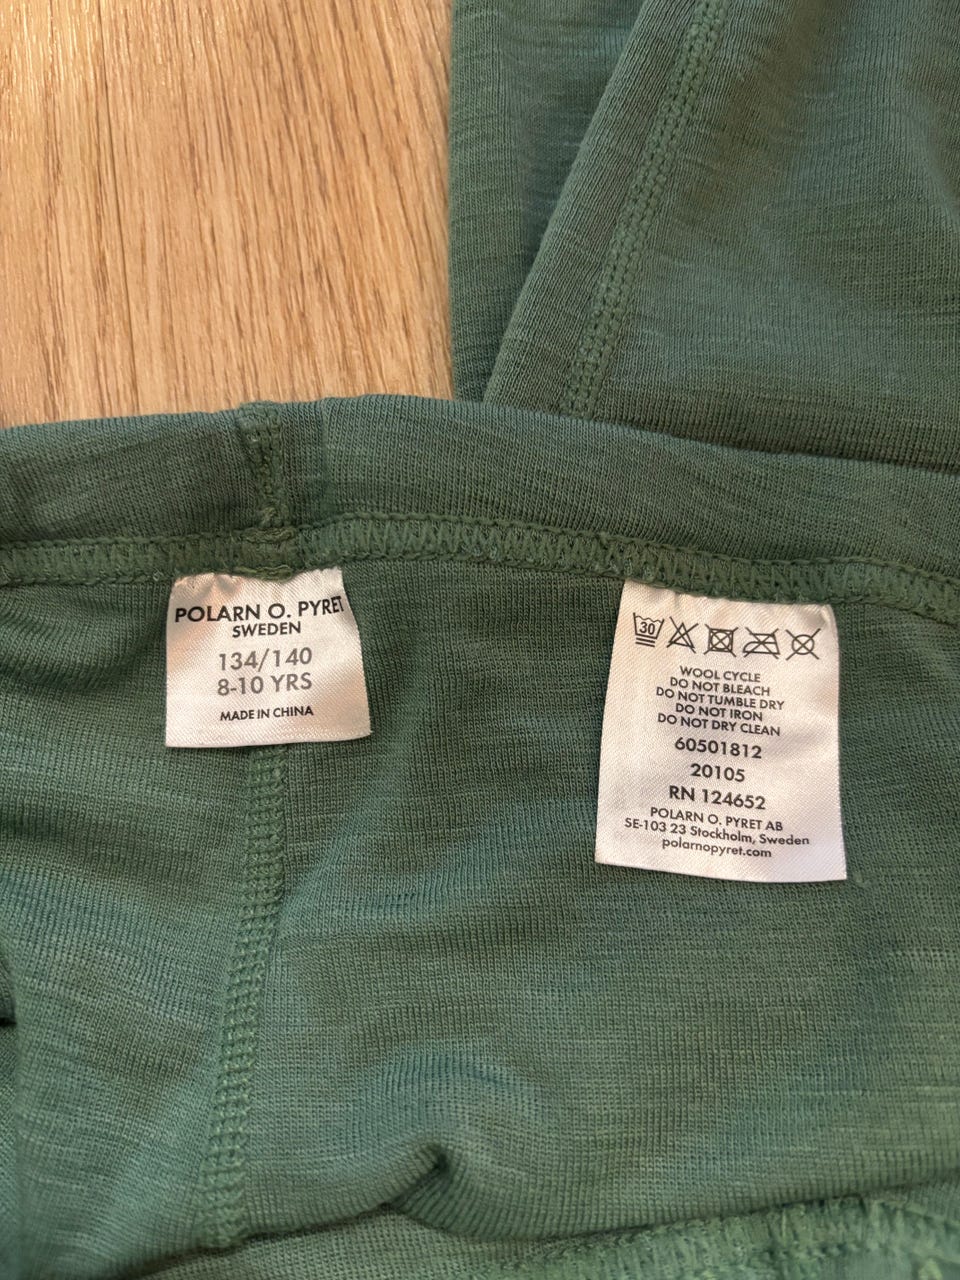 POLARN O. PYRET
SWEDEN
134/140
8-10 YRS
MADE IN CHINA
30
WOOL CYCLE
DO NOT BLEACH
DO NOT TUMBLE DRY
DO NOT IRON
DO NOT DRY CLEAN
60501812
20105
RN 124652
POLARN O. PYRET AB
SE-103 23 Stockholm, Sweden
polarnopyret.com